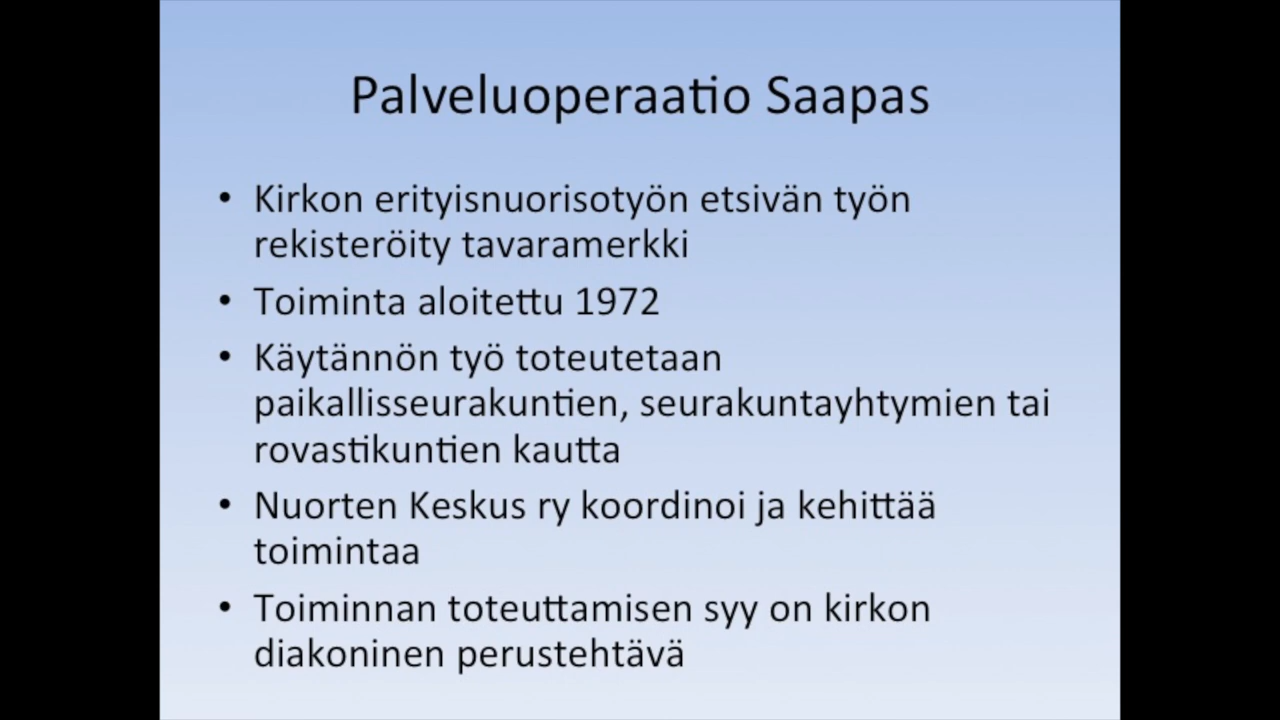 Palveluoperaatio Saapas
• Kirkon erityisnuorisotyön etsivän työn
rekisteröity tavaramerkki
• Toiminta aloitettu 1972
• Käytännön työ toteutetaan
paikallisseurakuntien, seurakuntayhtymien tai
rovastikuntien kautta
• Nuorten Keskus ry koordinoi ja kehittää
toimintaa
• Toiminnan toteuttamisen syy on kirkon
diakoninen perustehtävä